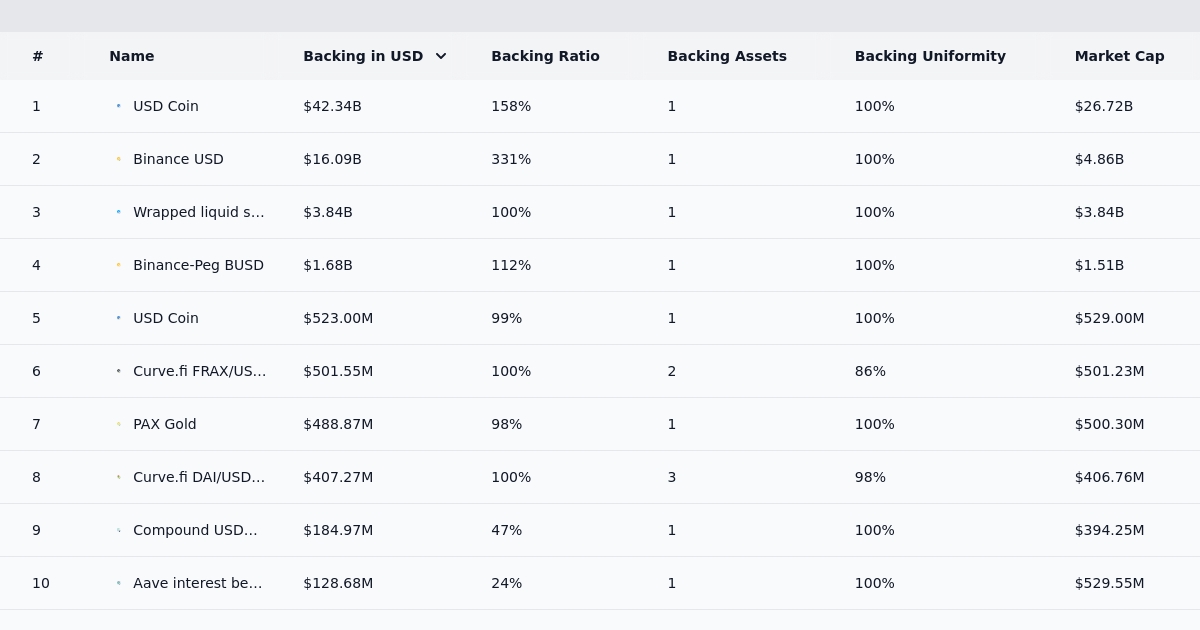 # Name Backing in USD Backing Ratio Backing Assets Backing Uniformity Market Cap
1 USD Coin $42.34B 158% 1 100% $26.72B
2 Binance USD $16.09B 331% 1 100% $4.86B
3 Wrapped liquid s... $3.84B 100% 1 100% $3.84B
4 Binance-Peg BUSD $1.68B 112% 1 100% $1.51B
5 USD Coin $523.00M 99% 1 100% $529.00M
6 Curve.fi FRAX/US... $501.55M 100% 2 86% $501.23M
7 PAX Gold $488.87M 98% 1 100% $500.30M
8 Curve.fi DAI/USD... $407.27M 100% 3 98% $406.76M
9 Compound USD... $184.97M 47% 1 100% $394.25M
10 Aave interest be... $128.68M 24% 1 100% $529.55M